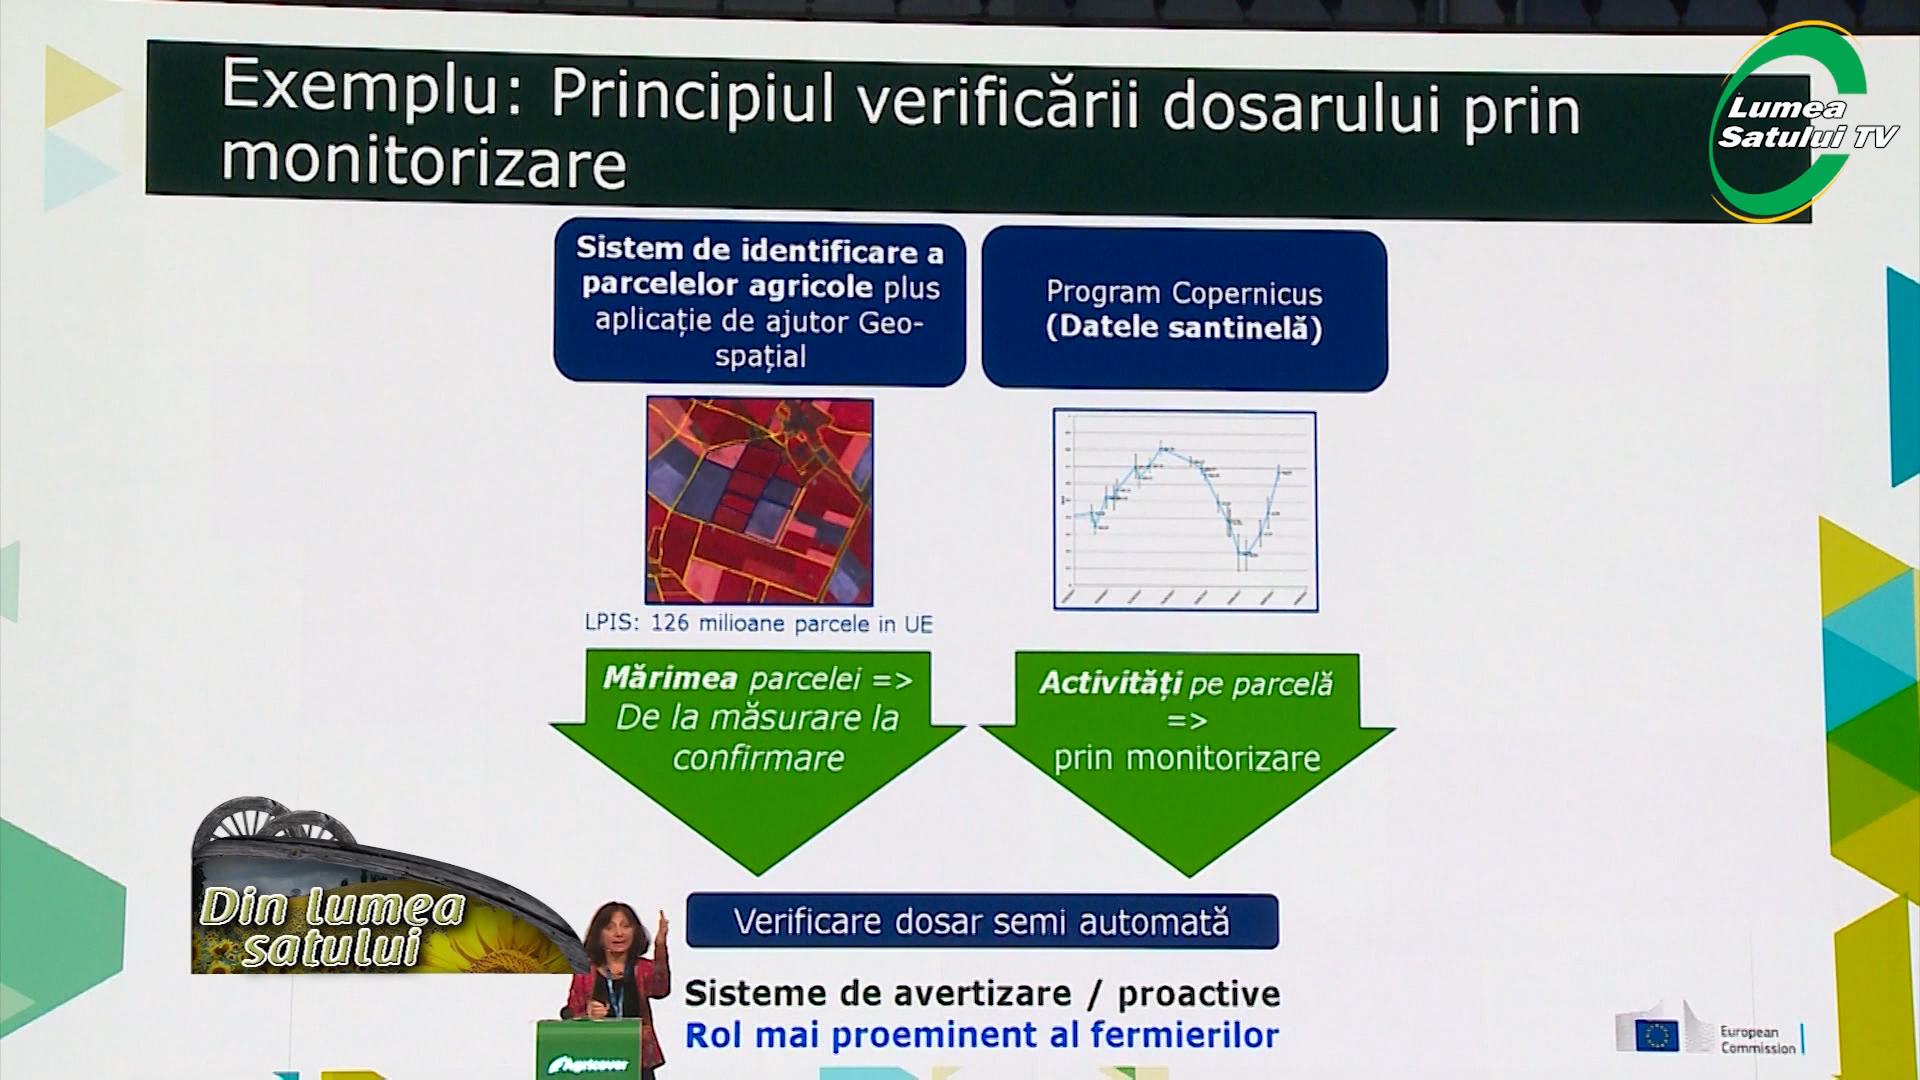 Exemplu: Principiul verificării dosarului prin
monitorizare
Lumea
Satului TV
Sistem de identificare a
parcelelor agricole plus
aplicație de ajutor Geo-
spațial
Program Copernicus
(Datele santinelă)
LPIS: 126 milioane parcele in UE
Mărimea parcelei =>
De la măsurare la
confirmare
Activități pe parcelă
=>
prin monitorizare
Verificare dosar semi automată
Sisteme de avertizare / proactive
Rol mai proeminent al fermierilor
Din lumea
satului
Agricover
European
Commission